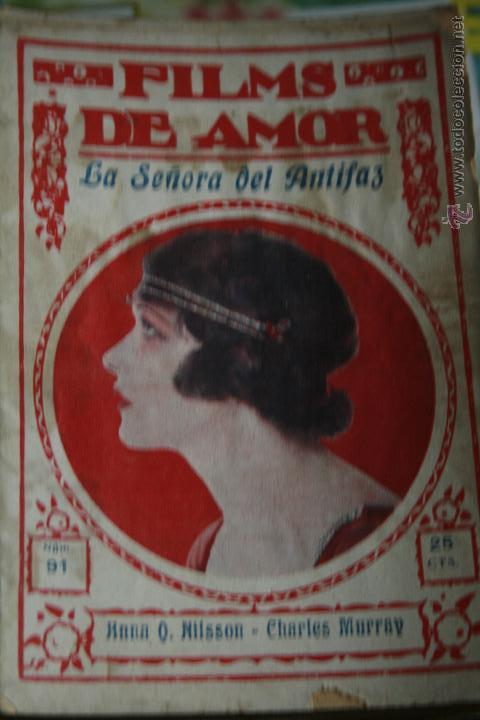 FILMS
DE AMOR
La Señora del Antifaz
Núm.
91
25
CTS.
Anna Q. Nilsson - Charles Murray
www.todocoleccion.net